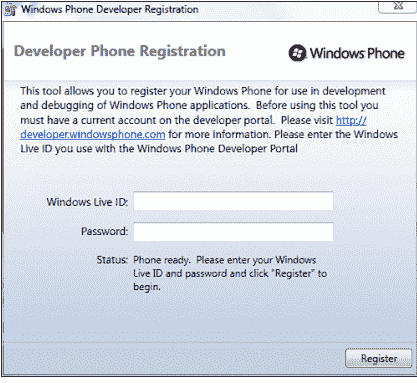 Windows Phone Developer Registration
Developer Phone Registration
Windows Phone
This tool allows you to register your Windows Phone for use in development
and debugging of Windows Phone applications. Before using this tool you
must have a current account on the developer portal. Please visit http://
developer.windowsphone.com for more information. Please enter the Windows
Live ID you use with the Windows Phone Developer Portal
Windows Live ID:
Password:
Status: Phone ready. Please enter your Windows
Live ID and password and click "Register" to
begin.
Register